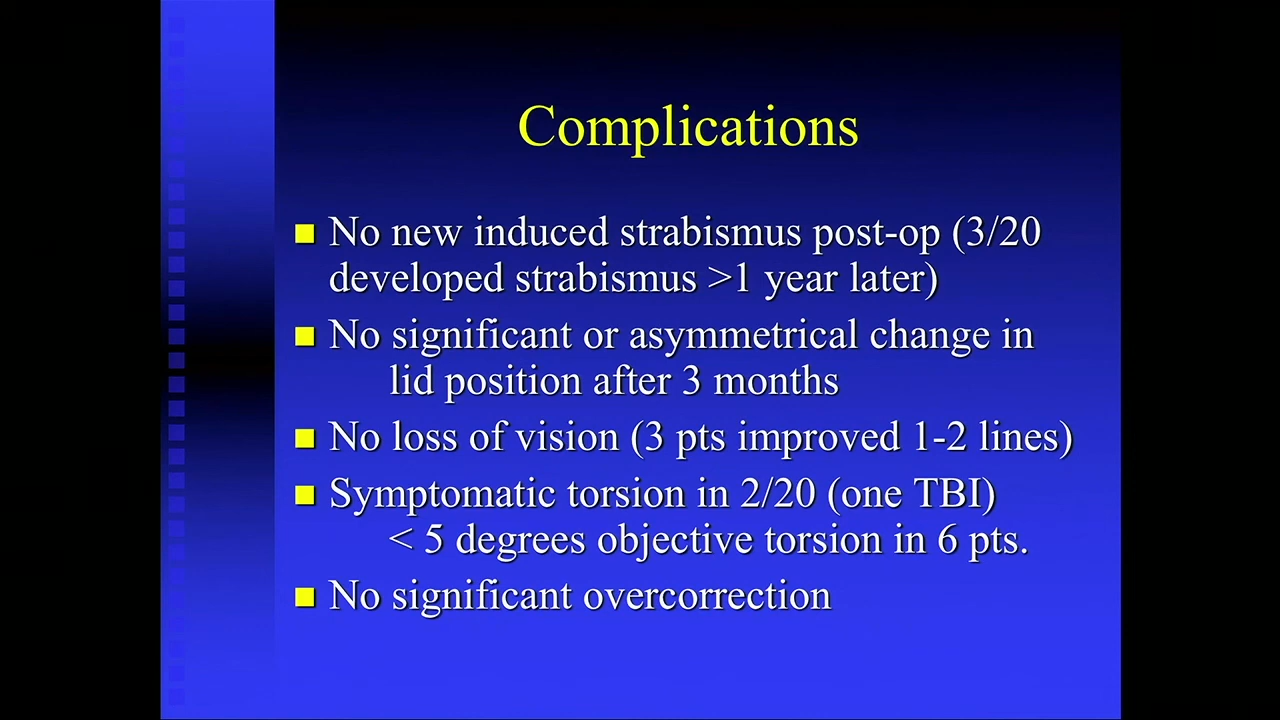 Complications
No new induced strabismus post-op (3/20
developed strabismus >1 year later)
No significant or asymmetrical change in
lid position after 3 months
No loss of vision (3 pts improved 1-2 lines)
Symptomatic torsion in 2/20 (one TBI)
< 5 degrees objective torsion in 6 pts.
No significant overcorrection